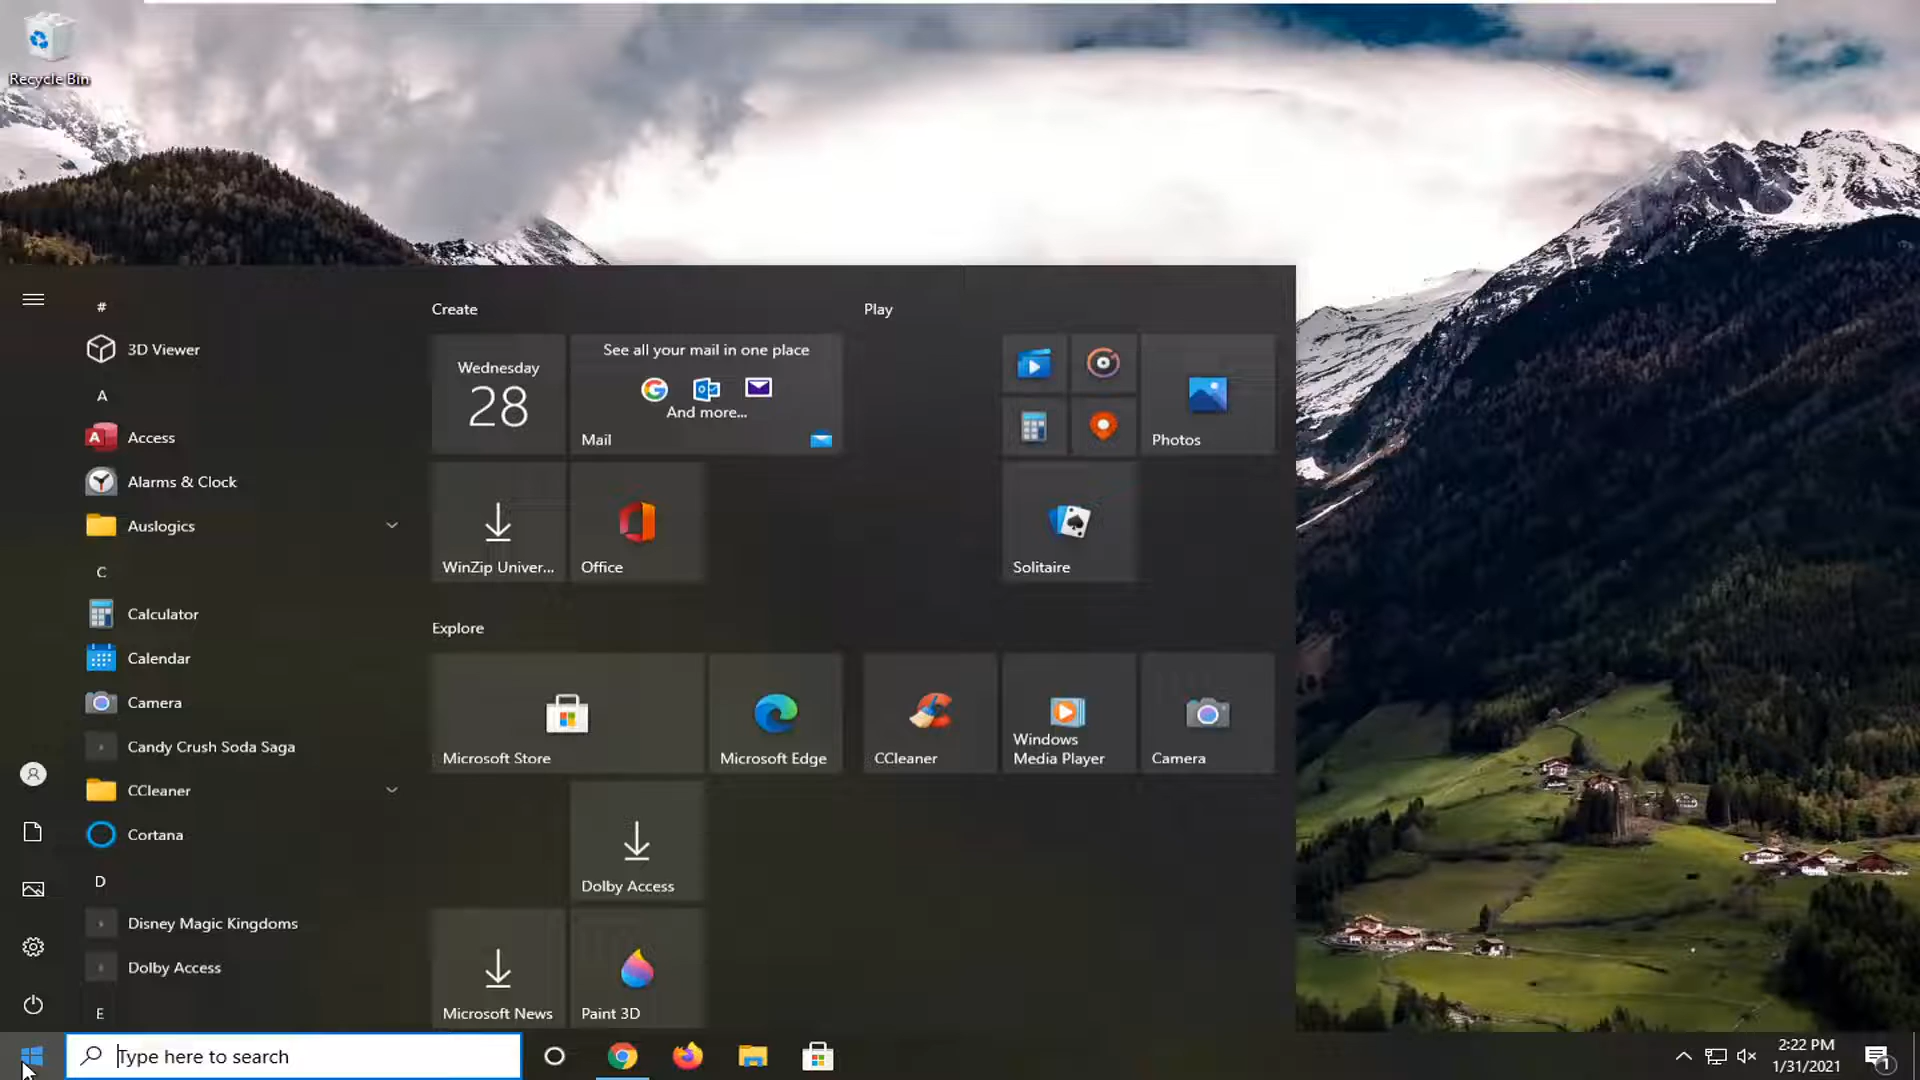 Recycle Bin
#
3D Viewer
A
Access
Alarms & Clock
Auslogics
C
Calculator
Calendar
Camera
Candy Crush Soda Saga
CCleaner
Cortana
D
Disney Magic Kingdoms
Dolby Access
E
Create
Wednesday
28
See all your mail in one place
And more...
Mail
WinZip Univer...
Office
Play
Photos
Solitaire
Explore
Microsoft Store
Microsoft Edge
CCleaner
Windows
Media Player
Camera
Dolby Access
Microsoft News
Paint 3D
Type here to search
2:22 PM
1/31/2021
1